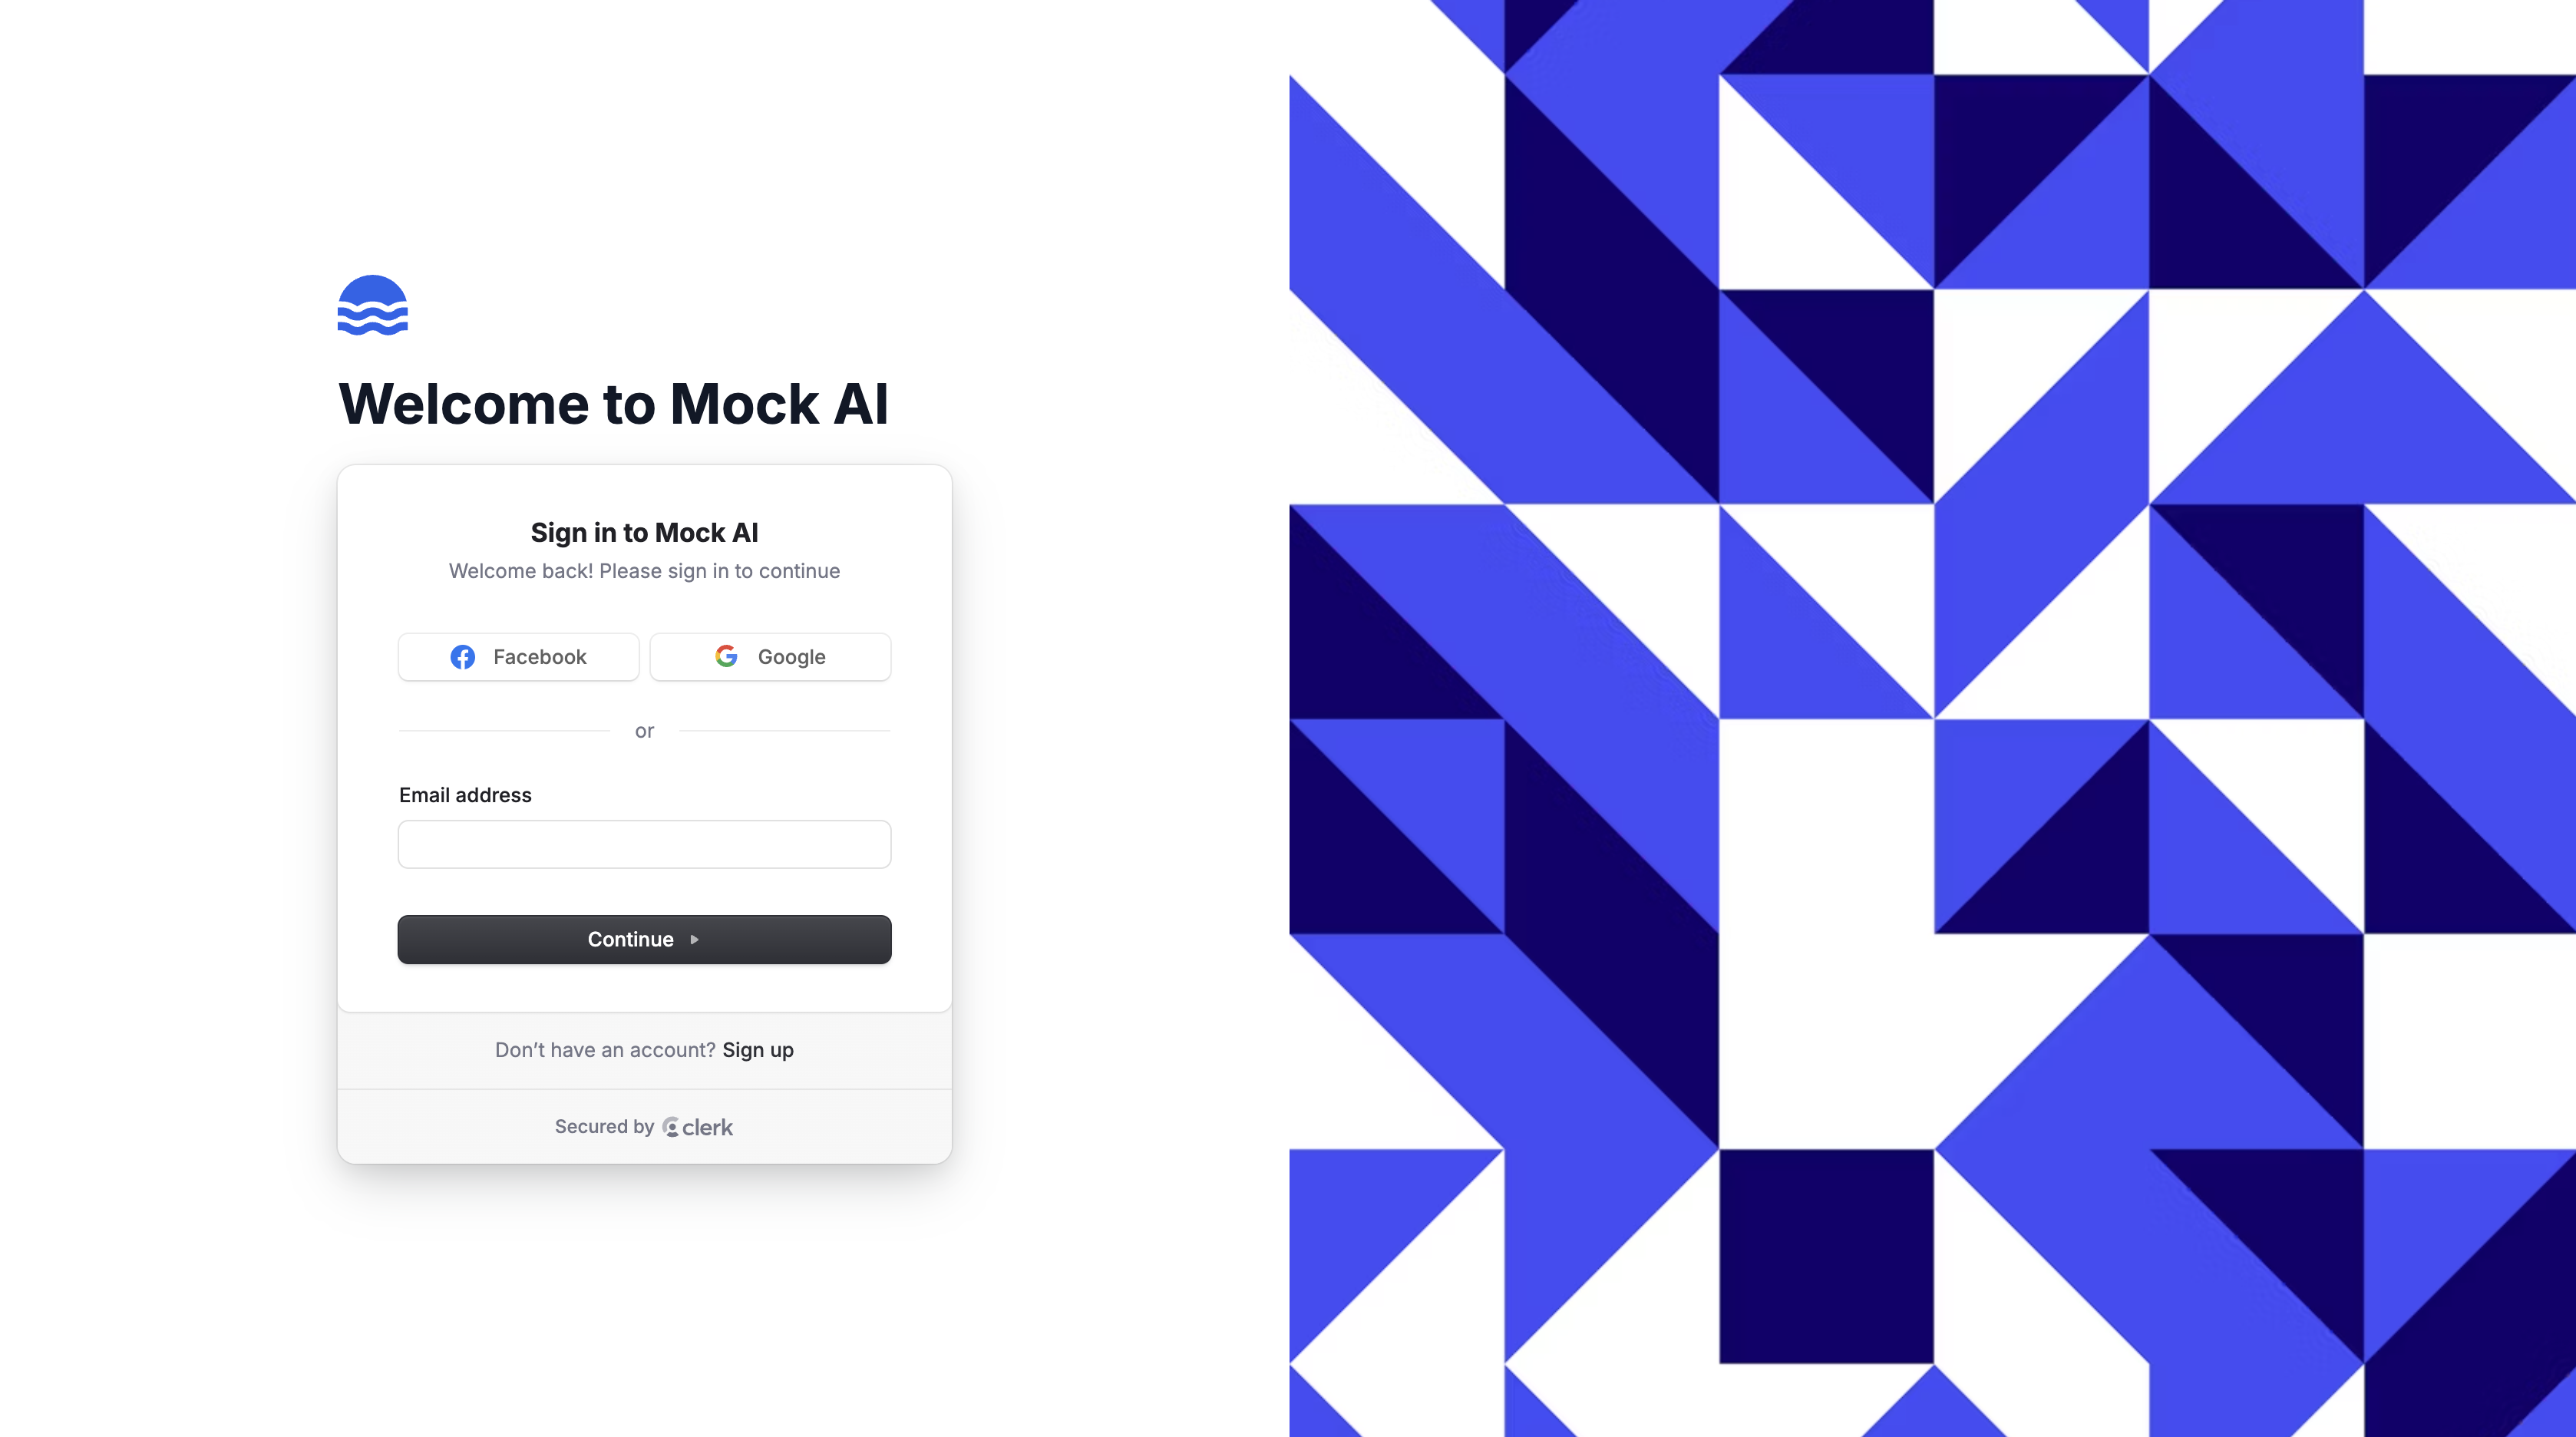 Welcome to Mock AI
Sign in to Mock AI
Welcome back! Please sign in to continue
Facebook
Google
or
Email address
Continue
Don’t have an account? Sign up
Secured by clerk